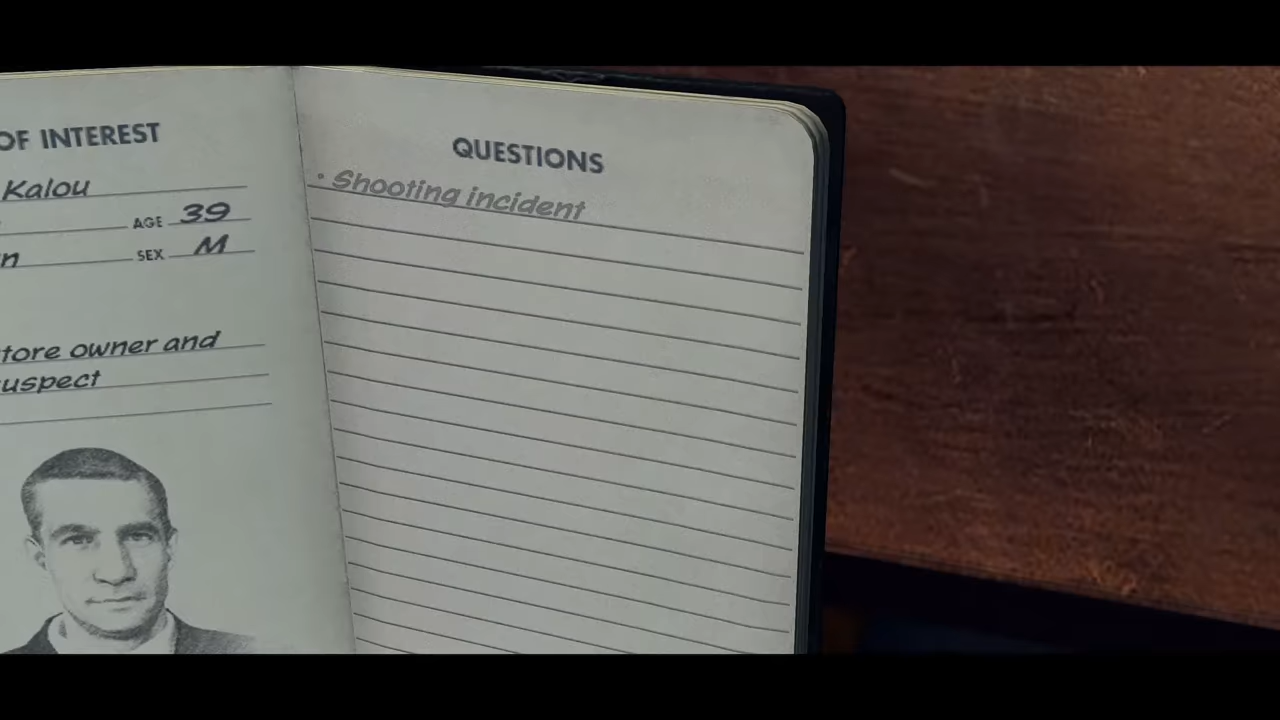 OF INTEREST
Kalou
AGE 39
n
SEX M
tore owner and
uspect
QUESTIONS
• Shooting incident